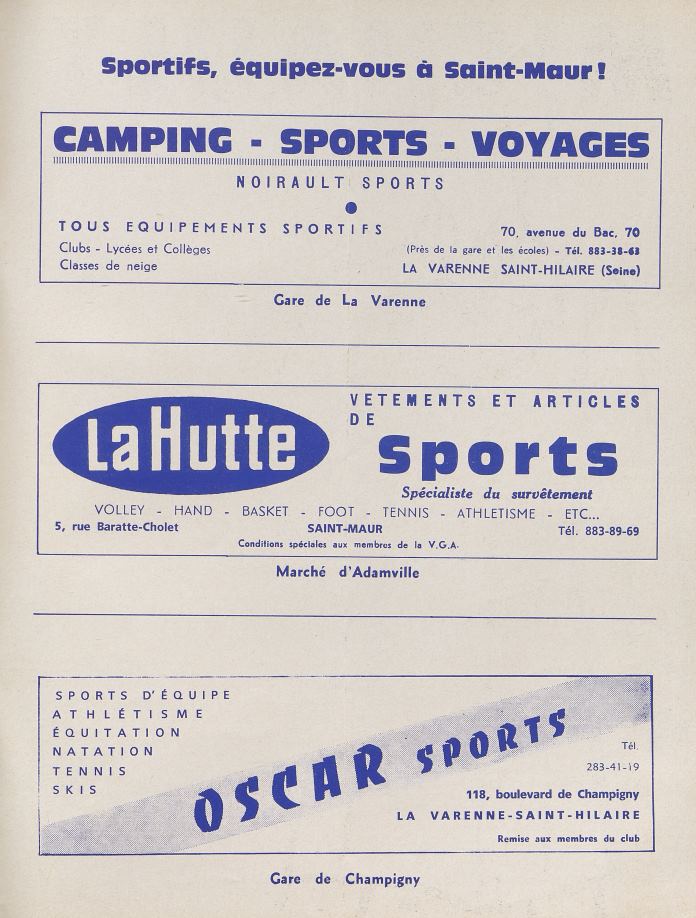 Sportifs, équipez-vous à Saint-Maur!
CAMPING - SPORTS - VOYAGES
NOIRAULT SPORTS
TOUS EQUIPEMENTS SPORTIFS
Clubs - Lycées et Collèges
Classes de neige
70, avenue du Bac, 70
(Près de la gare et les écoles) - Tél. 883-38-63
LA VARENNE SAINT-HILAIRE (Seine)
Gare de La Varenne
La Hutte
VETEMENTS ET ARTICLES
DE
Sports
Spécialiste du survêtement
VOLLEY - HAND - BASKET - FOOT - TENNIS - ATHLETISME - ETC...
5, rue Baratte-Cholet SAINT-MAUR Tél. 883-89-69
Conditions spéciales aux membres de la V.G.A.
Marché d'Adamville
SPORTS D'ÉQUIPE
ATHLÉTISME
ÉQUITATION
NATATION
TENNIS
SKIS
OSCAR SPORTS
Tél.
283-41-19
118, boulevard de Champigny
LA VARENNE-SAINT-HILAIRE
Remise aux membres du club
Gare de Champigny